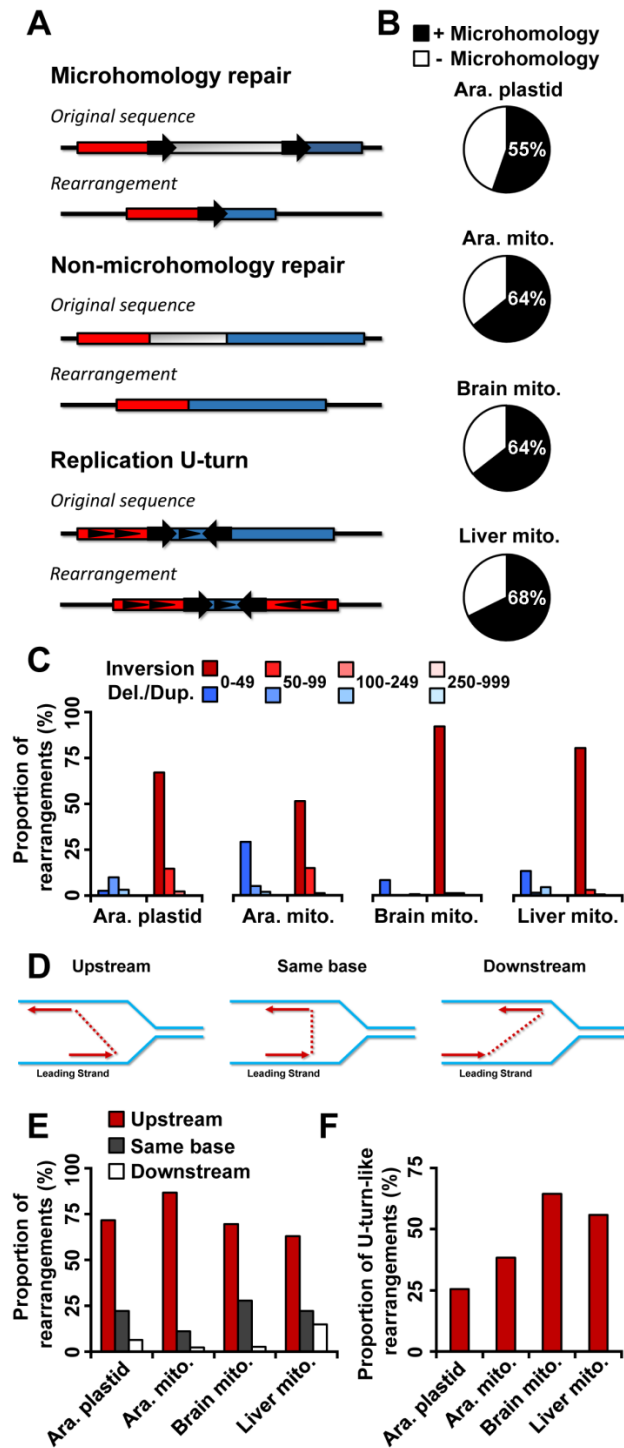 A
Microhomology repair
Original sequence
Rearrangement
Non-microhomology repair
Original sequence
Rearrangement
Replication U-turn
Original sequence
Rearrangement
B
+ Microhomology
- Microhomology
Ara. plastid
55%
Ara. mito.
64%
Brain mito.
64%
Liver mito.
68%
C
Inversion
Del./Dup.
0-49
50-99
100-249
250-999
Proportion of
rearrangements (%)
100
75
50
25
0
Ara. plastid
Ara. mito.
Brain mito.
Liver mito.
D
Upstream
Same base
Downstream
Leading Strand
Leading Strand
Leading Strand
E
Upstream
Same base
Downstream
Proportion of
rearrangements (%)
100
75
50
25
0
Ara. plastid
Ara. mito.
Brain mito.
Liver mito.
F
Proportion of U-turn-like
rearrangements (%)
75
50
25
0
Ara. plastid
Ara. mito.
Brain mito.
Liver mito.